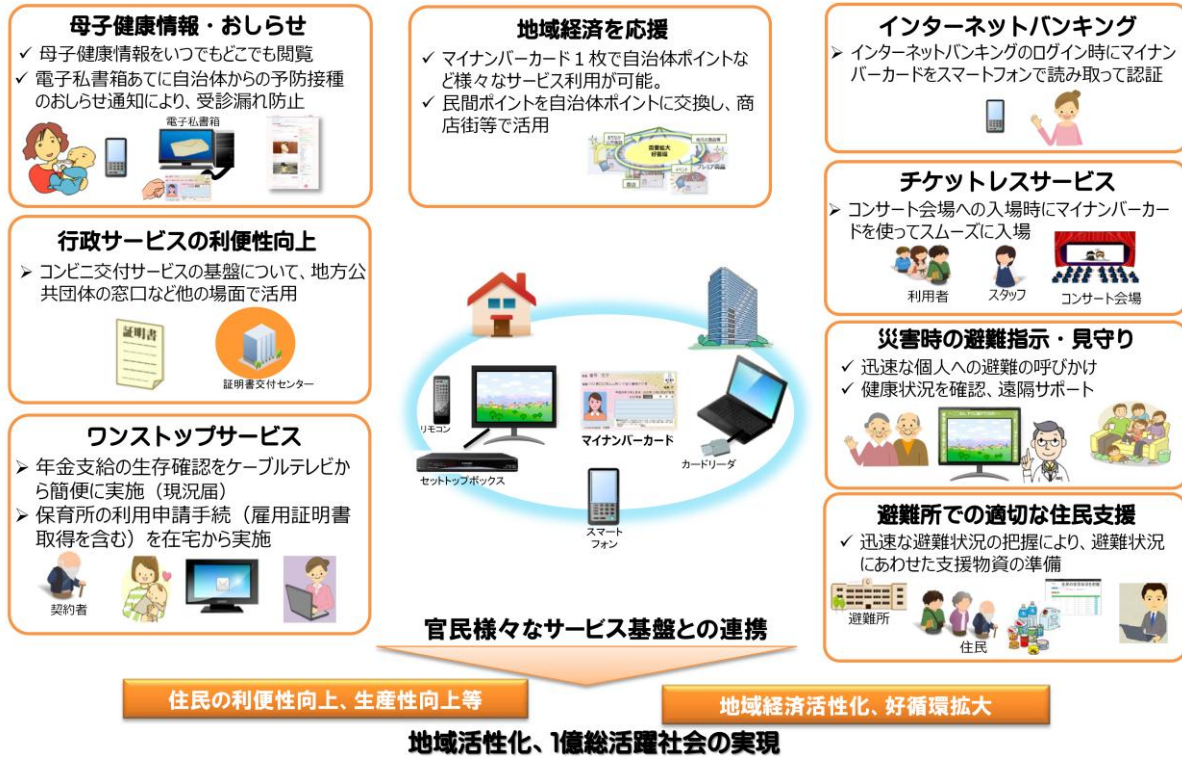 母子健康情報・おしらせ
✓ 母子健康情報をいつでもどこでも閲覧
✓ 電子私書箱あてに自治体からの予防接種
のおしらせ通知により、受診漏れ防止
電子私書箱
地域経済を応援
✓ マイナンバーカード1枚で自治体ポイントな
ど様々なサービス利用が可能。
✓ 民間ポイントを自治体ポイントに交換し、商
店街等で活用
インターネットバンキング
➢ インターネットバンキングのログイン時にマイナン
バーカードをスマートフォンで読み取って認証
行政サービスの利便性向上
➢ コンビニ交付サービスの基盤について、地方公
共団体の窓口など他の場面で活用
証明書
証明書交付センター
チケットレスサービス
➢ コンサート会場への入場時にマイナンバーカー
ドを使ってスムーズに入場
利用者
スタッフ
コンサート会場
ワンストップサービス
➢ 年金支給の生存確認をケーブルテレビか
ら簡便に実施（現況届）
➢ 保育所の利用申請手続（雇用証明書
取得を含む）を在宅から実施
契約者
リモコン
マイナンバーカード
セットトップボックス
カードリーダ
スマート
フォン
災害時の避難指示・見守り
✓ 迅速な個人への避難の呼びかけ
✓ 健康状況を確認、遠隔サポート
避難所での適切な住民支援
✓ 迅速な避難状況の把握により、避難状況
にあわせた支援物資の準備
避難所
住民
官民様々なサービス基盤との連携
住民の利便性向上、生産性向上等
地域経済活性化、好循環拡大
地域活性化、1億総活躍社会の実現